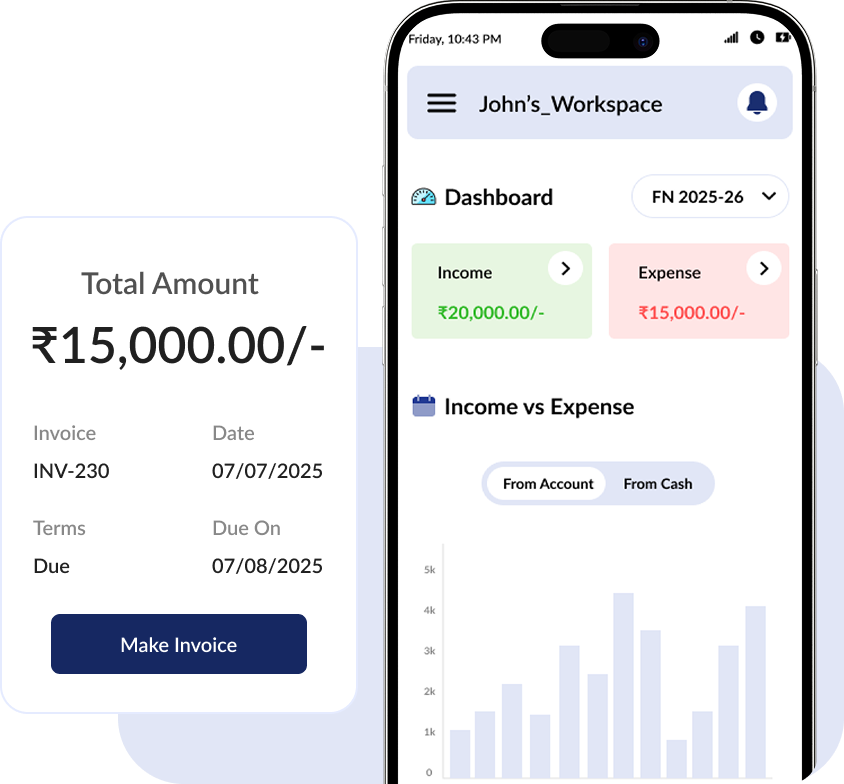 Total Amount
₹15,000.00/-
Invoice Date
INV-230 07/07/2025
Terms Due On
Due 07/08/2025
Make Invoice
Friday, 10:43 PM
John’s_Workspace
Dashboard FN 2025-26
Income Expense
₹20,000.00/- ₹15,000.00/-
Income vs Expense
From Account From Cash
5k
4k
3k
2k
1k
0